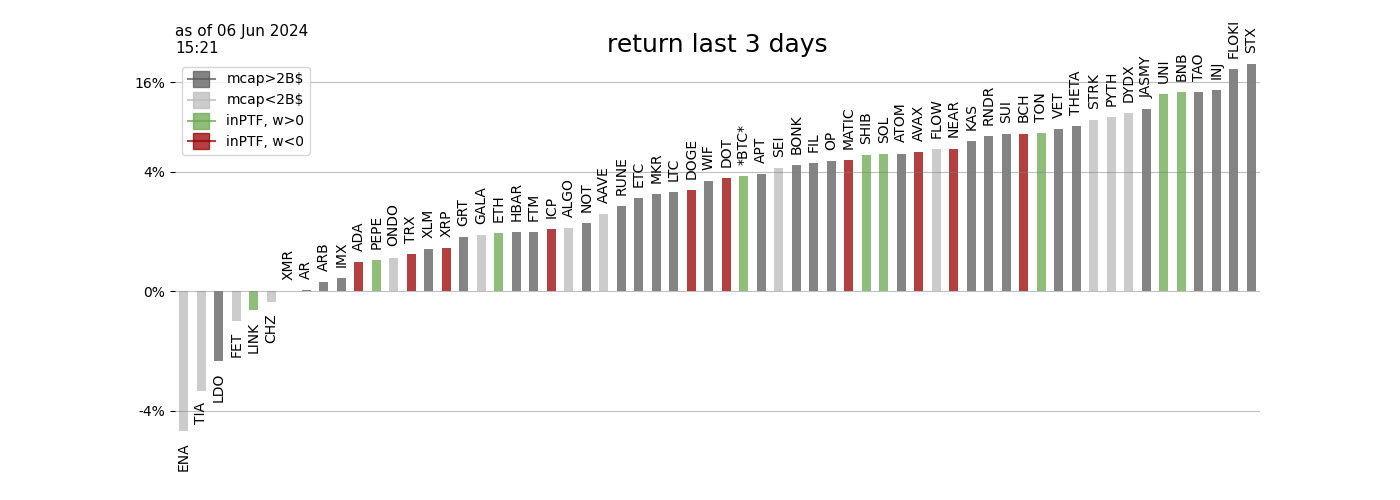 as of 06 Jun 2024
15:21
return last 3 days
mcap>2B$
mcap<2B$
inPTF, w>0
inPTF, w<0
16%
4%
0%
-4%
ENA
TIA
LDO
FET
LINK
CHZ
XMR
AR
ARB
IMX
ADA
PEPE
ONDO
TRX
XLM
XRP
GRT
GALA
ETH
HBAR
FTM
ICP
ALGO
NOT
AAVE
RUNE
ETC
MKR
LTC
DOGE
WIF
DOT
*BTC*
APT
SEI
BONK
FIL
OP
MATIC
SHIB
SOL
ATOM
AVAX
FLOW
NEAR
KAS
RNDR
SUI
BCH
TON
VET
THETA
STRK
PYTH
DYDX
JASMY
UNI
BNB
TAO
INJ
FLOKI
STX